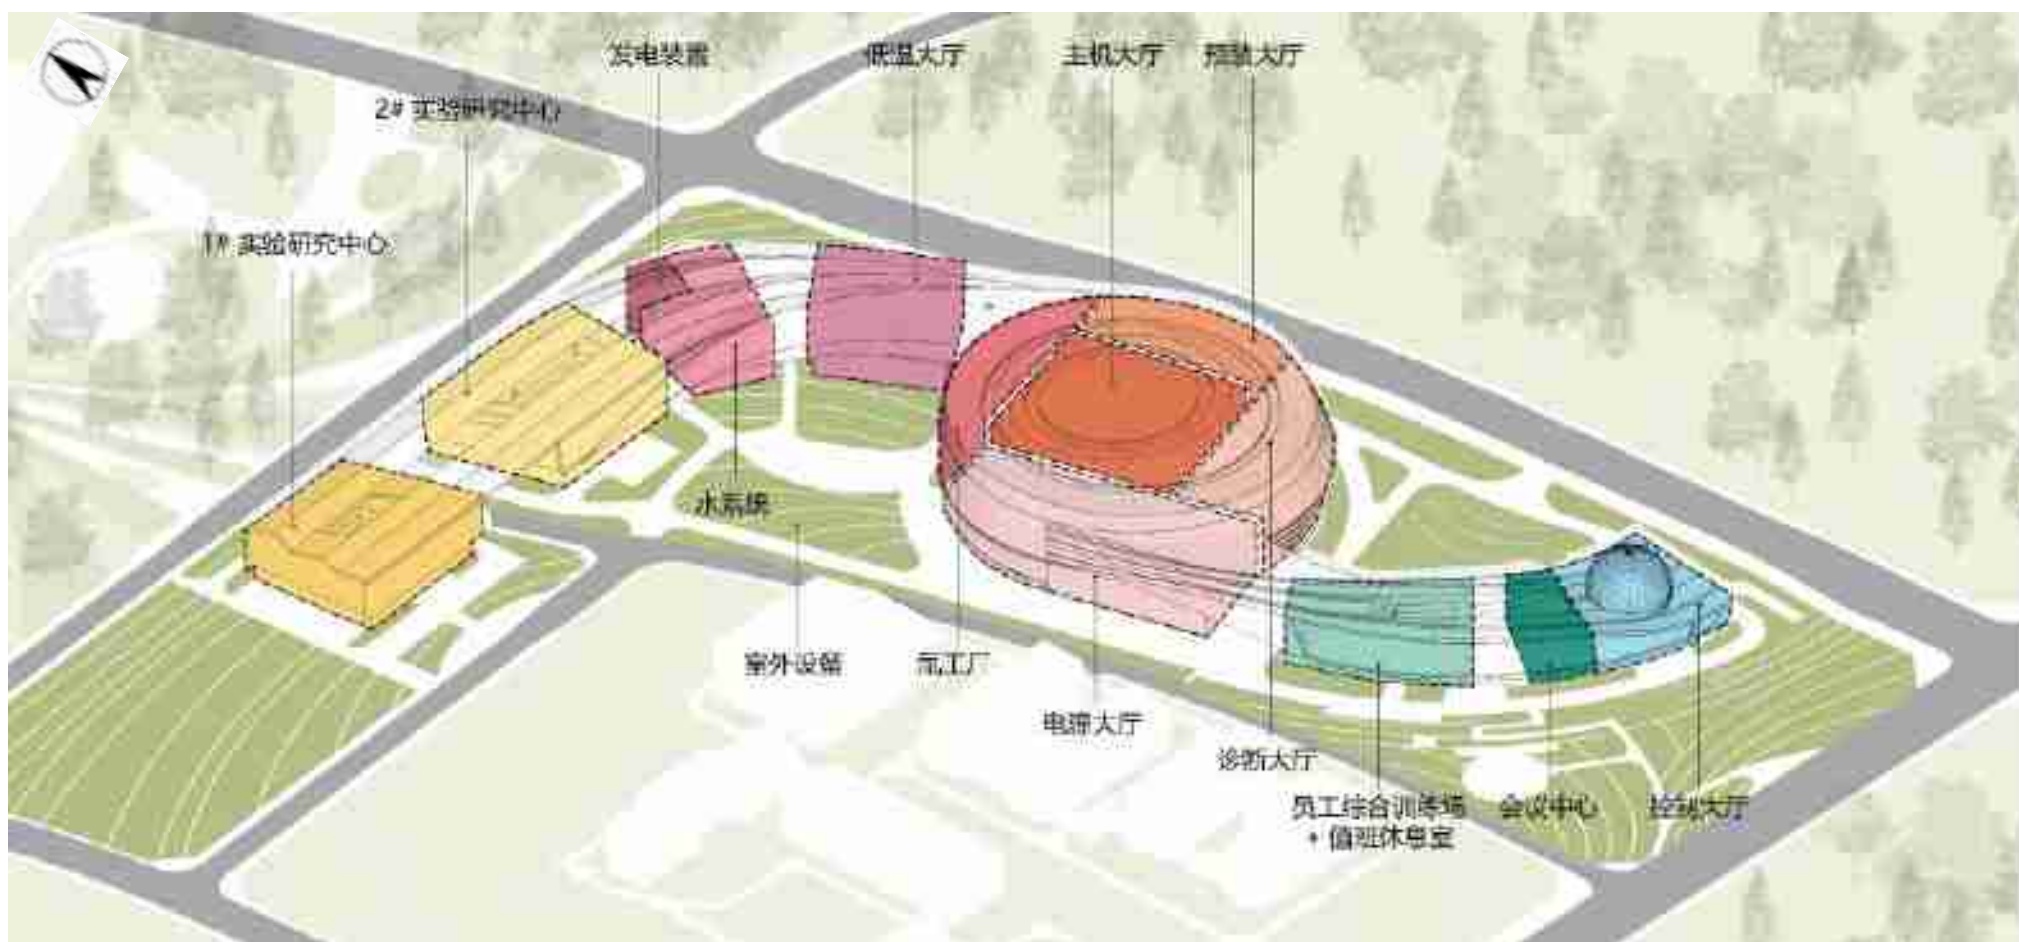 发电装置
低温大厅
主机大厅
预装大厅
2# 实验研究中心
1# 实验研究中心
水系统
室外设备
氚工厂
电源大厅
诊断大厅
员工综合训练场
+ 值班休息室
会议中心
控制大厅